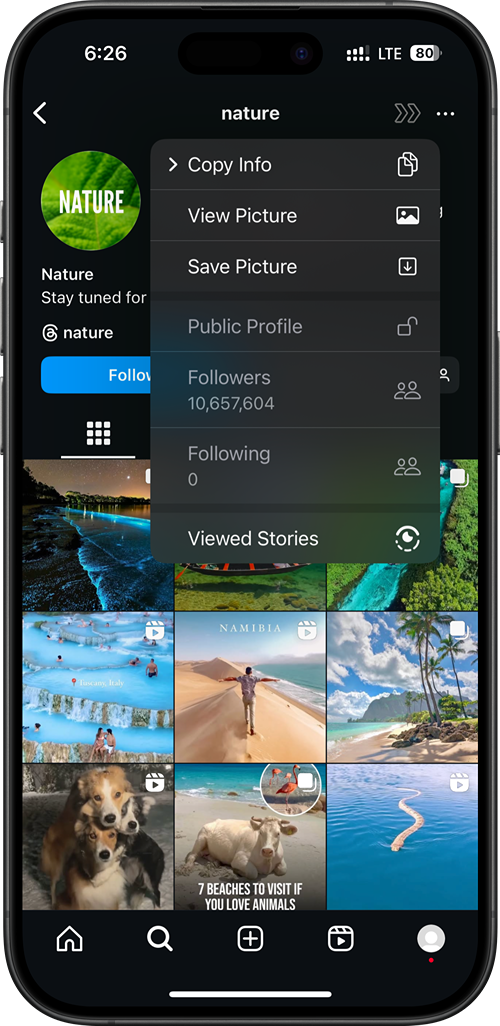 6:26
LTE 80
nature
Copy Info
View Picture
Save Picture
Public Profile
Followers
10,657,604
Following
0
Viewed Stories
NATURE
Nature
Stay tuned for
nature
Follow
Tuscany, Italy
NAMIBIA
7 BEACHES TO VISIT IF
YOU LOVE ANIMALS